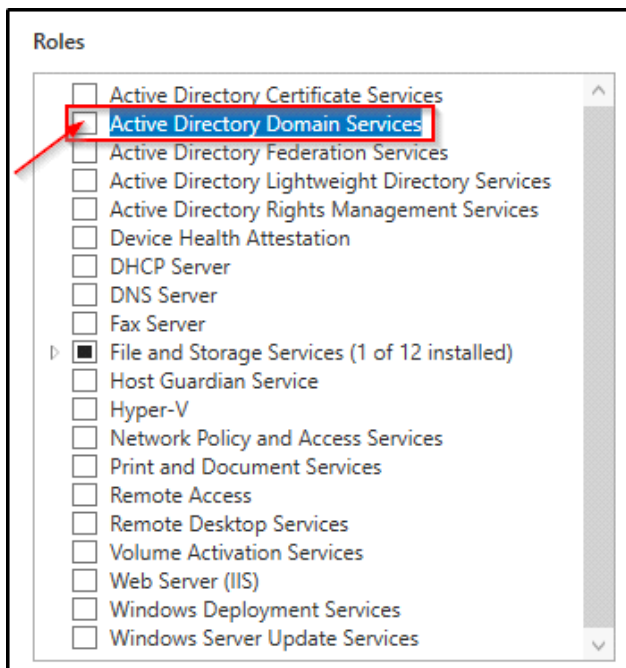 Roles
Active Directory Certificate Services
Active Directory Domain Services
Active Directory Federation Services
Active Directory Lightweight Directory Services
Active Directory Rights Management Services
Device Health Attestation
DHCP Server
DNS Server
Fax Server
File and Storage Services (1 of 12 installed)
Host Guardian Service
Hyper-V
Network Policy and Access Services
Print and Document Services
Remote Access
Remote Desktop Services
Volume Activation Services
Web Server (IIS)
Windows Deployment Services
Windows Server Update Services